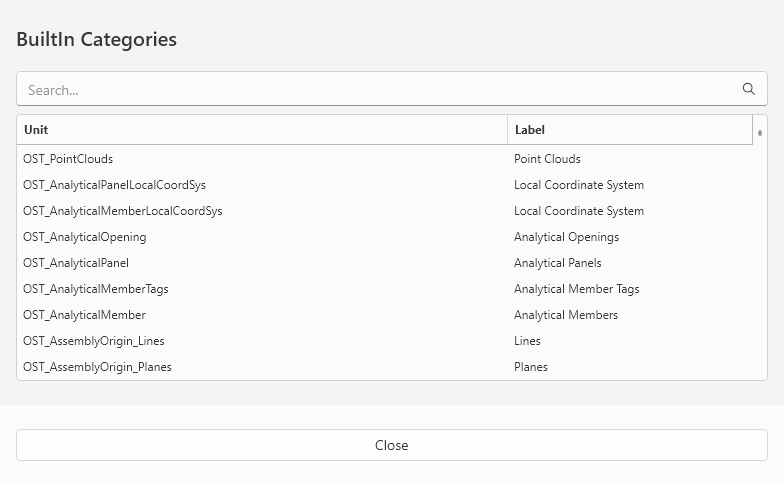 BuiltIn Categories
Search...
Unit Label
OST_PointClouds Point Clouds
OST_AnalyticalPanelLocalCoordSys Local Coordinate System
OST_AnalyticalMemberLocalCoordSys Local Coordinate System
OST_AnalyticalOpening Analytical Openings
OST_AnalyticalPanel Analytical Panels
OST_AnalyticalMemberTags Analytical Member Tags
OST_AnalyticalMember Analytical Members
OST_AssemblyOrigin_Lines Lines
OST_AssemblyOrigin_Planes Planes
Close